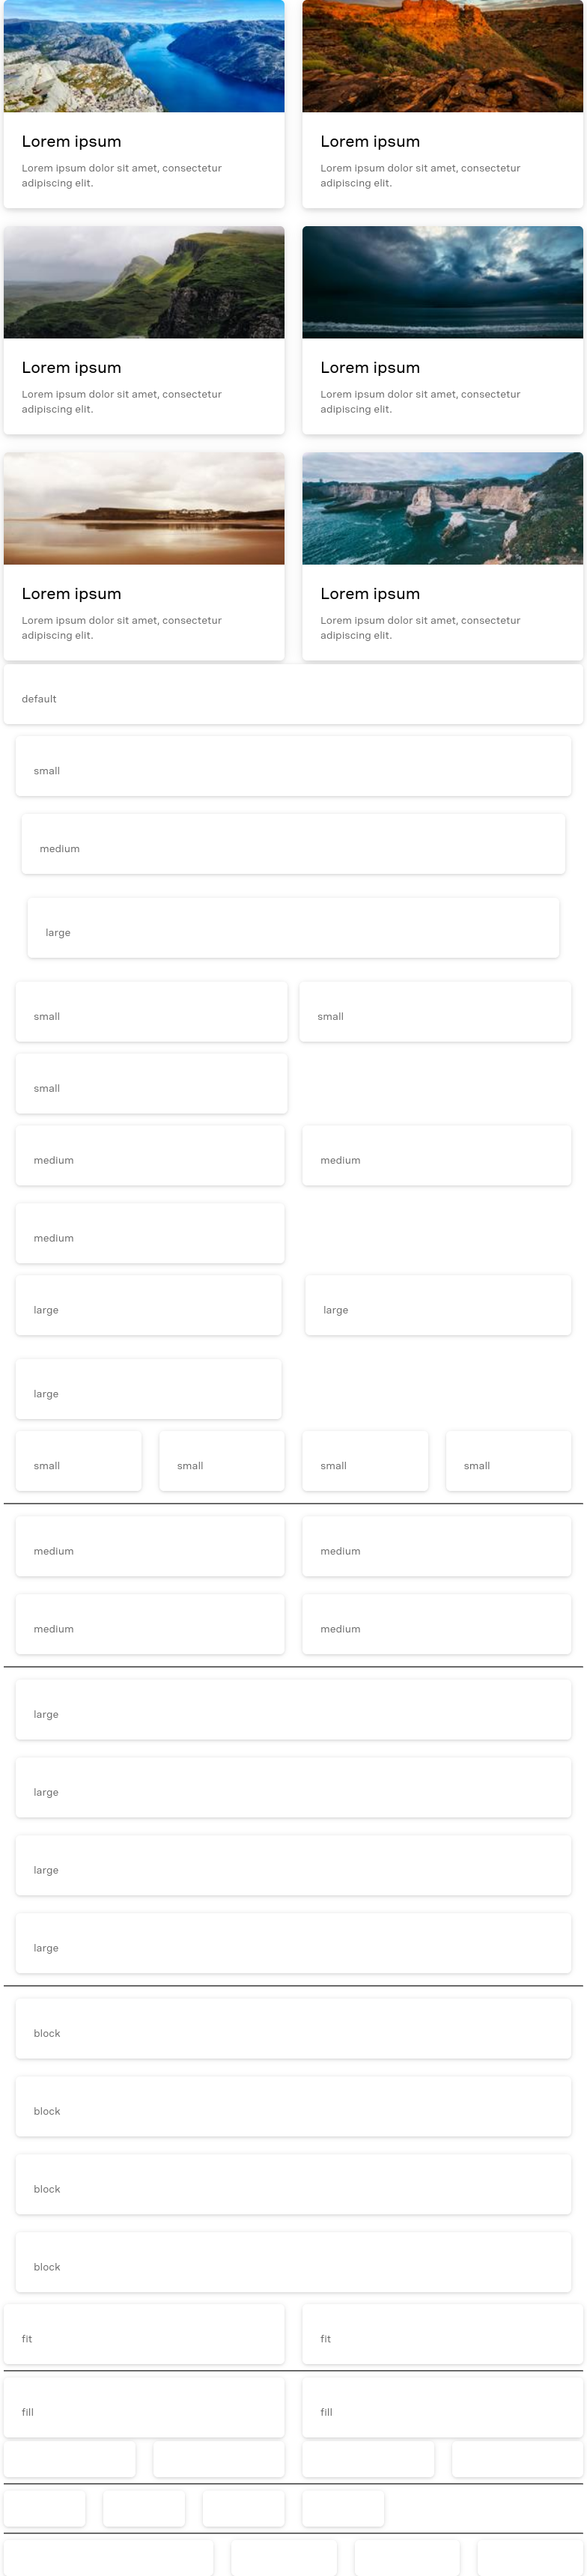 Lorem ipsum
Lorem ipsum dolor sit amet, consectetur
adipiscing elit.
Lorem ipsum
Lorem ipsum dolor sit amet, consectetur
adipiscing elit.
Lorem ipsum
Lorem ipsum dolor sit amet, consectetur
adipiscing elit.
Lorem ipsum
Lorem ipsum dolor sit amet, consectetur
adipiscing elit.
Lorem ipsum
Lorem ipsum dolor sit amet, consectetur
adipiscing elit.
Lorem ipsum
Lorem ipsum dolor sit amet, consectetur
adipiscing elit.
default
small
medium
large
small
small
small
medium
medium
medium
large
large
large
small
small
small
small
medium
medium
medium
medium
large
large
large
large
block
block
block
block
fit
fit
fill
fill